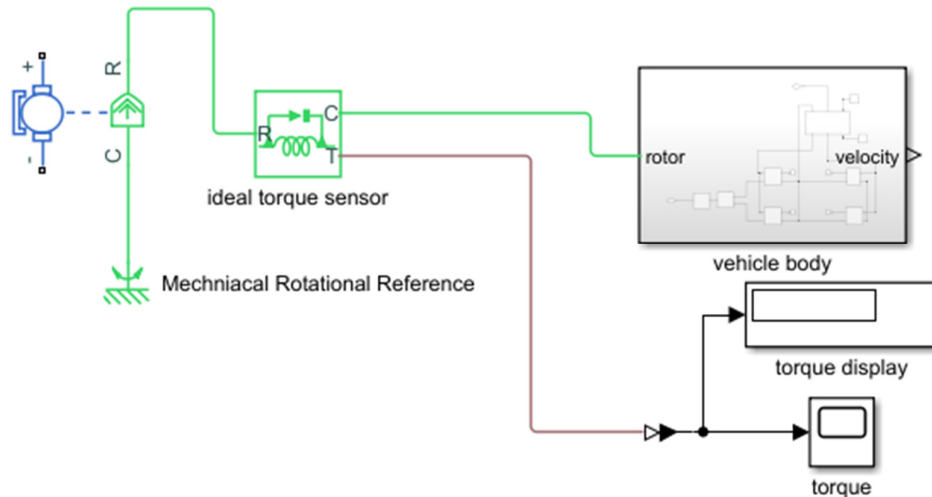 +
R
C
-
R
C
T
ideal torque sensor
Mechniacal Rotational Reference
rotor
velocity
vehicle body
torque display
torque